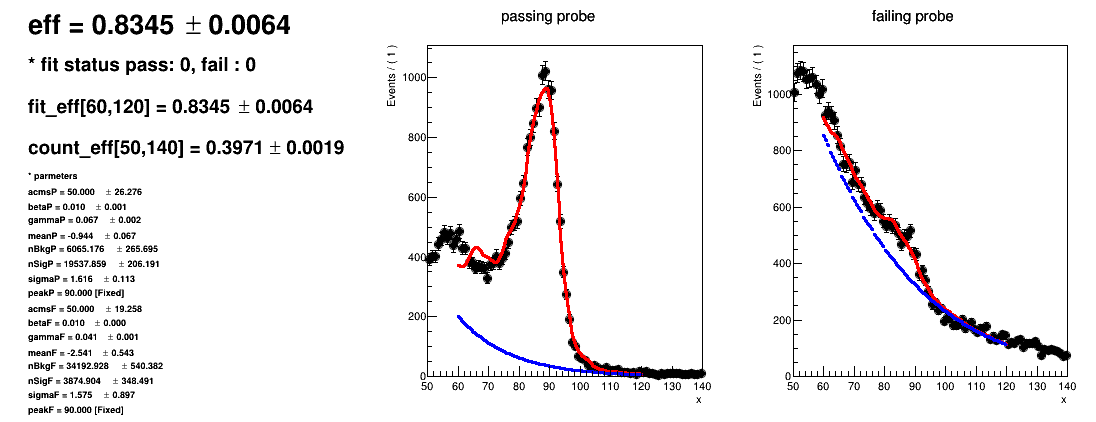 eff = 0.8345 ± 0.0064
* fit status pass: 0, fail : 0
fit_eff[60,120] = 0.8345 ± 0.0064
count_eff[50,140] = 0.3971 ± 0.0019
* parmeters
acmsP = 50.000 ± 26.276
betaP = 0.010 ± 0.001
gammaP = 0.067 ± 0.002
meanP = -0.944 ± 0.067
nBkgP = 6065.176 ± 265.695
nSigP = 19537.859 ± 206.191
sigmaP = 1.616 ± 0.113
peakP = 90.000 [Fixed]
acmsF = 50.000 ± 19.258
betaF = 0.010 ± 0.000
gammaF = 0.041 ± 0.001
meanF = -2.541 ± 0.543
nBkgF = 34192.928 ± 540.382
nSigF = 3874.904 ± 348.491
sigmaF = 1.575 ± 0.897
peakF = 90.000 [Fixed]
passing probe
Events / ( 1 )
1000
800
600
400
200
0
50 60 70 80 90 100 110 120 130 140
x
failing probe
Events / ( 1 )
1000
800
600
400
200
0
50 60 70 80 90 100 110 120 130 140
x